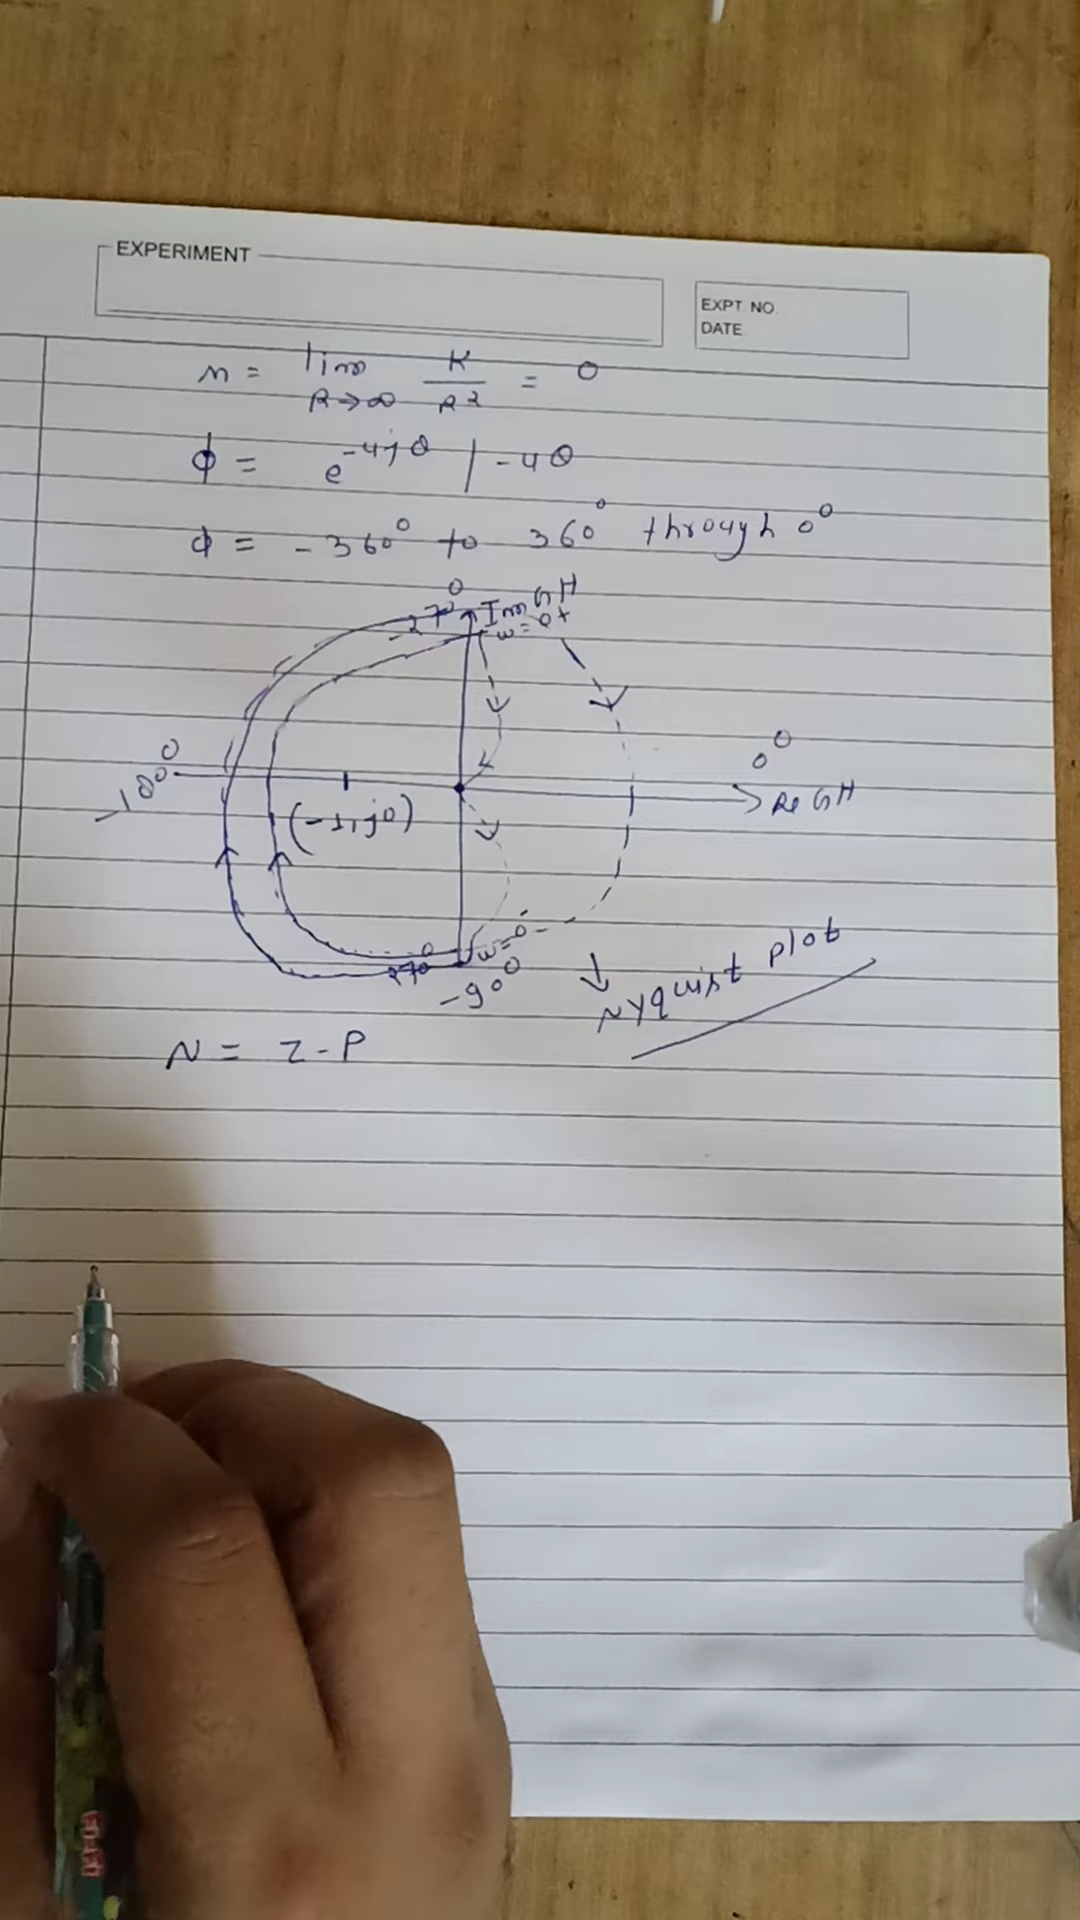 EXPERIMENT
EXPT. NO.
DATE
M = lim R→∞ K/R² = 0
ϕ = e^-4jθ | -4θ
ϕ = -360° to 360° through 0°
-270° Im GH
ω=0+
-180°
0°
(-1,j0)
Re GH
270°
ω=0-
-90°
↓ Nyquist plot
N = Z-P